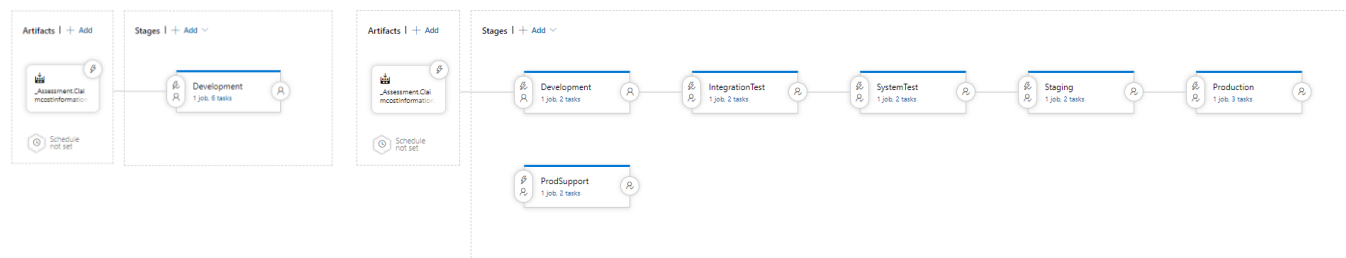 Artifacts | + Add
Stages | + Add
_Assessment.Clai
mcostInformation
Development
1 job, 6 tasks
Schedule
not set
Artifacts | + Add
Stages | + Add
_Assessment.Clai
mcostInformation
Development
1 job, 2 tasks
IntegrationTest
1 job, 2 tasks
SystemTest
1 job, 2 tasks
Staging
1 job, 2 tasks
Production
1 job, 3 tasks
Schedule
not set
ProdSupport
1 job, 2 tasks